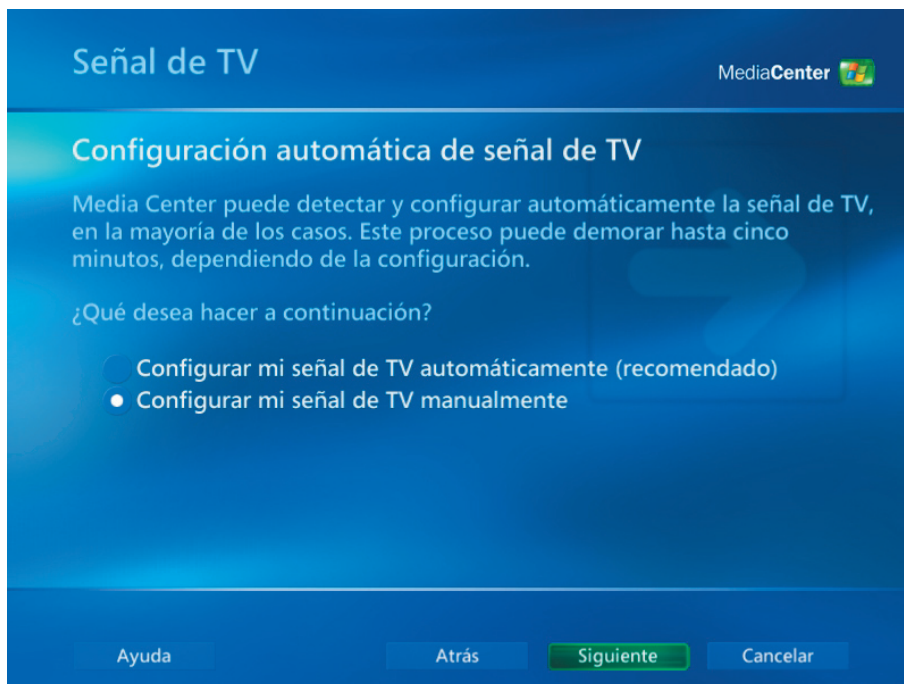 Señal de TV
MediaCenter
Configuración automática de señal de TV
Media Center puede detectar y configurar automáticamente la señal de TV,
en la mayoría de los casos. Este proceso puede demorar hasta cinco
minutos, dependiendo de la configuración.
¿Qué desea hacer a continuación?
Configurar mi señal de TV automáticamente (recomendado)
Configurar mi señal de TV manualmente
Ayuda
Atrás
Siguiente
Cancelar